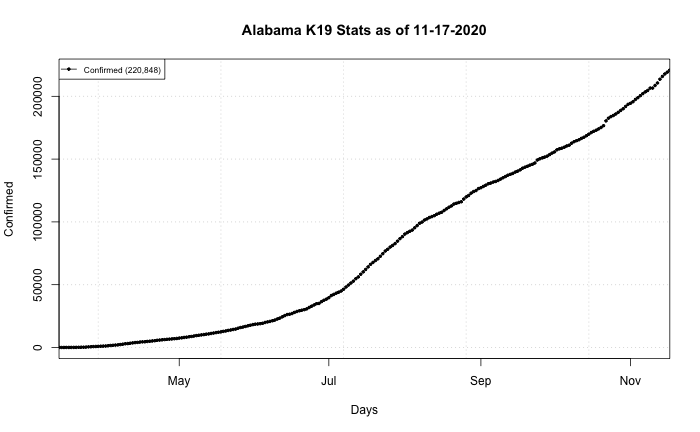 Alabama K19 Stats as of 11-17-2020
Confirmed (220,848)
200000
150000
100000
50000
0
Confirmed
May Jul Sep Nov
Days